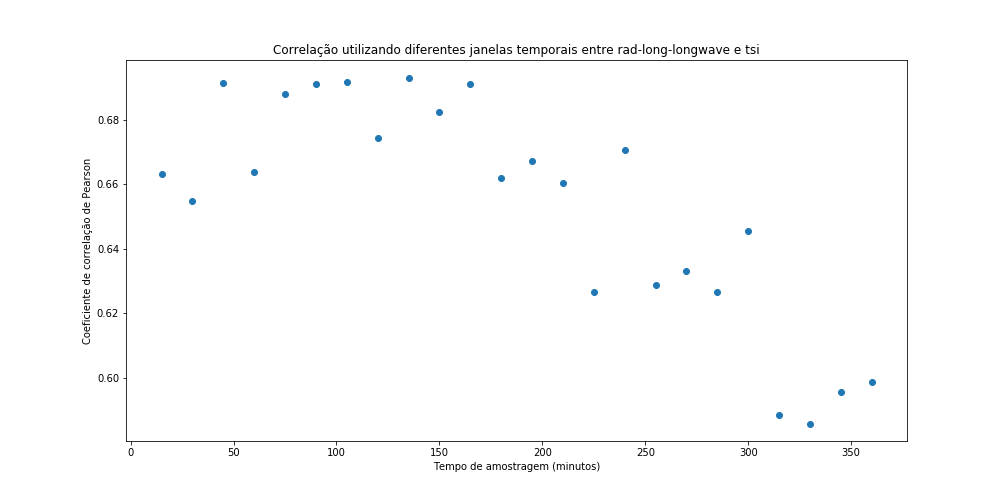 Correlação utilizando diferentes janelas temporais entre rad-long-longwave e tsi
0.68
0.66
0.64
0.62
0.60
Coeficiente de correlação de Pearson
0 50 100 150 200 250 300 350
Tempo de amostragem (minutos)